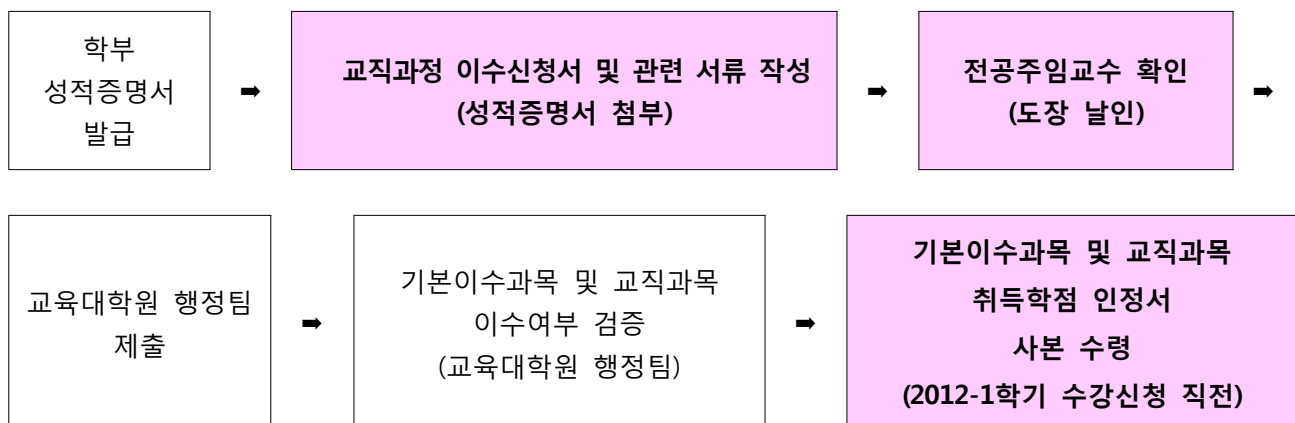 학부
성적증명서
발급
➡
교직과정 이수신청서 및 관련 서류 작성
(성적증명서 첨부)
➡
전공주임교수 확인
(도장 날인)
➡
교육대학원 행정팀
제출
➡
기본이수과목 및 교직과목
이수여부 검증
(교육대학원 행정팀)
➡
기본이수과목 및 교직과목
취득학점 인정서
사본 수령
(2012-1학기 수강신청 직전)